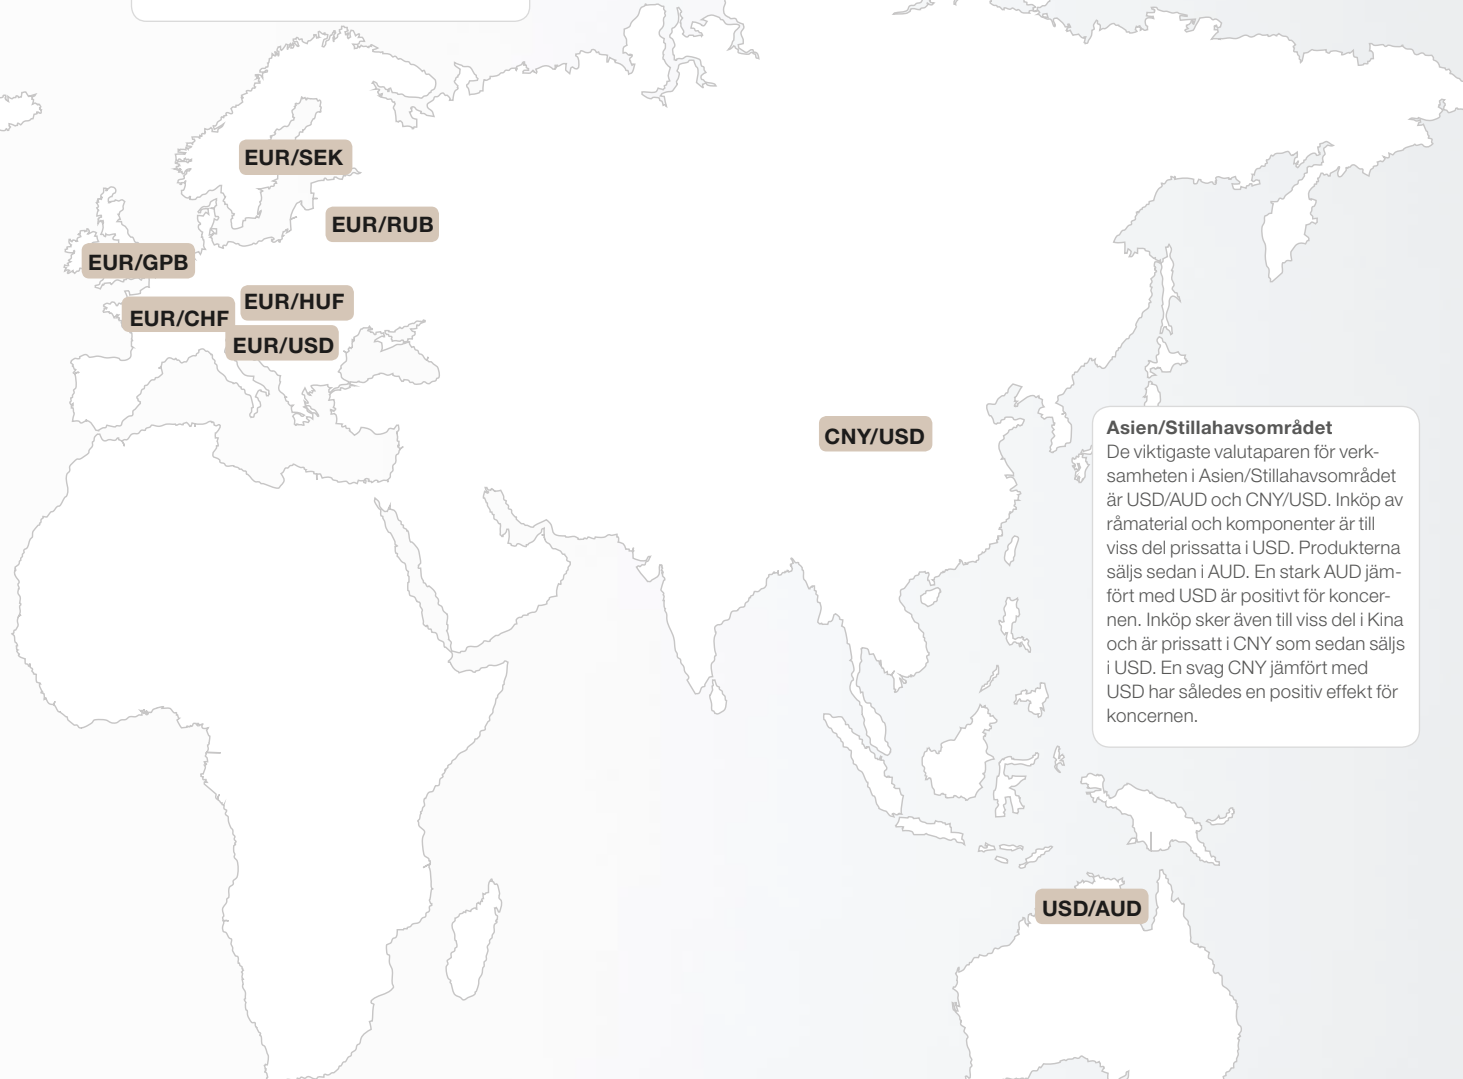 EUR/SEK
EUR/RUB
EUR/GPB
EUR/HUF
EUR/CHF
EUR/USD
CNY/USD
Asien/Stillahavsområdet
De viktigaste valutaparen för verk-
samheten i Asien/Stillahavsområdet
är USD/AUD och CNY/USD. Inköp av
råmaterial och komponenter är till
viss del prissatta i USD. Produkterna
säljs sedan i AUD. En stark AUD jäm-
fört med USD är positivt för koncer-
nen. Inköp sker även till viss del i Kina
och är prissatt i CNY som sedan säljs
i USD. En svag CNY jämfört med
USD har således en positiv effekt för
koncernen.
USD/AUD